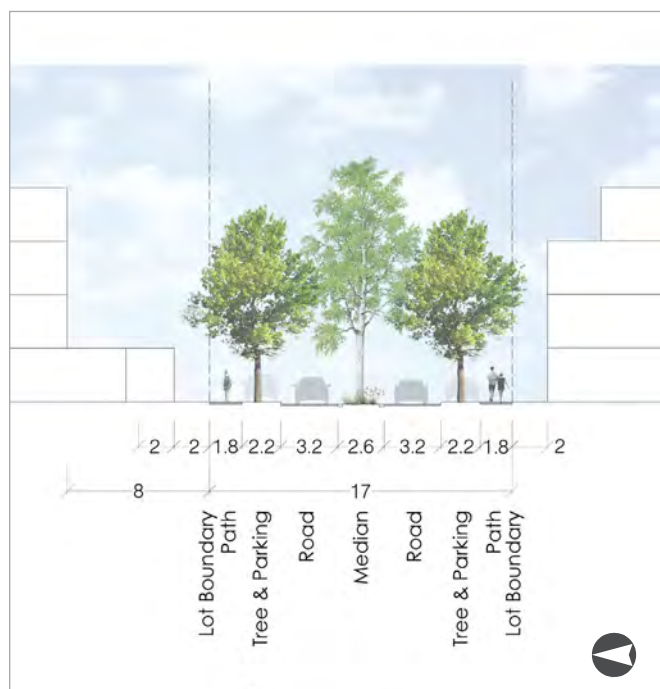 2 2 1.8 2.2 3.2 2.6 3.2 2.2 1.8 2
8 17
Lot Boundary
Path
Tree & Parking
Road
Median
Road
Tree & Parking
Path
Lot Boundary